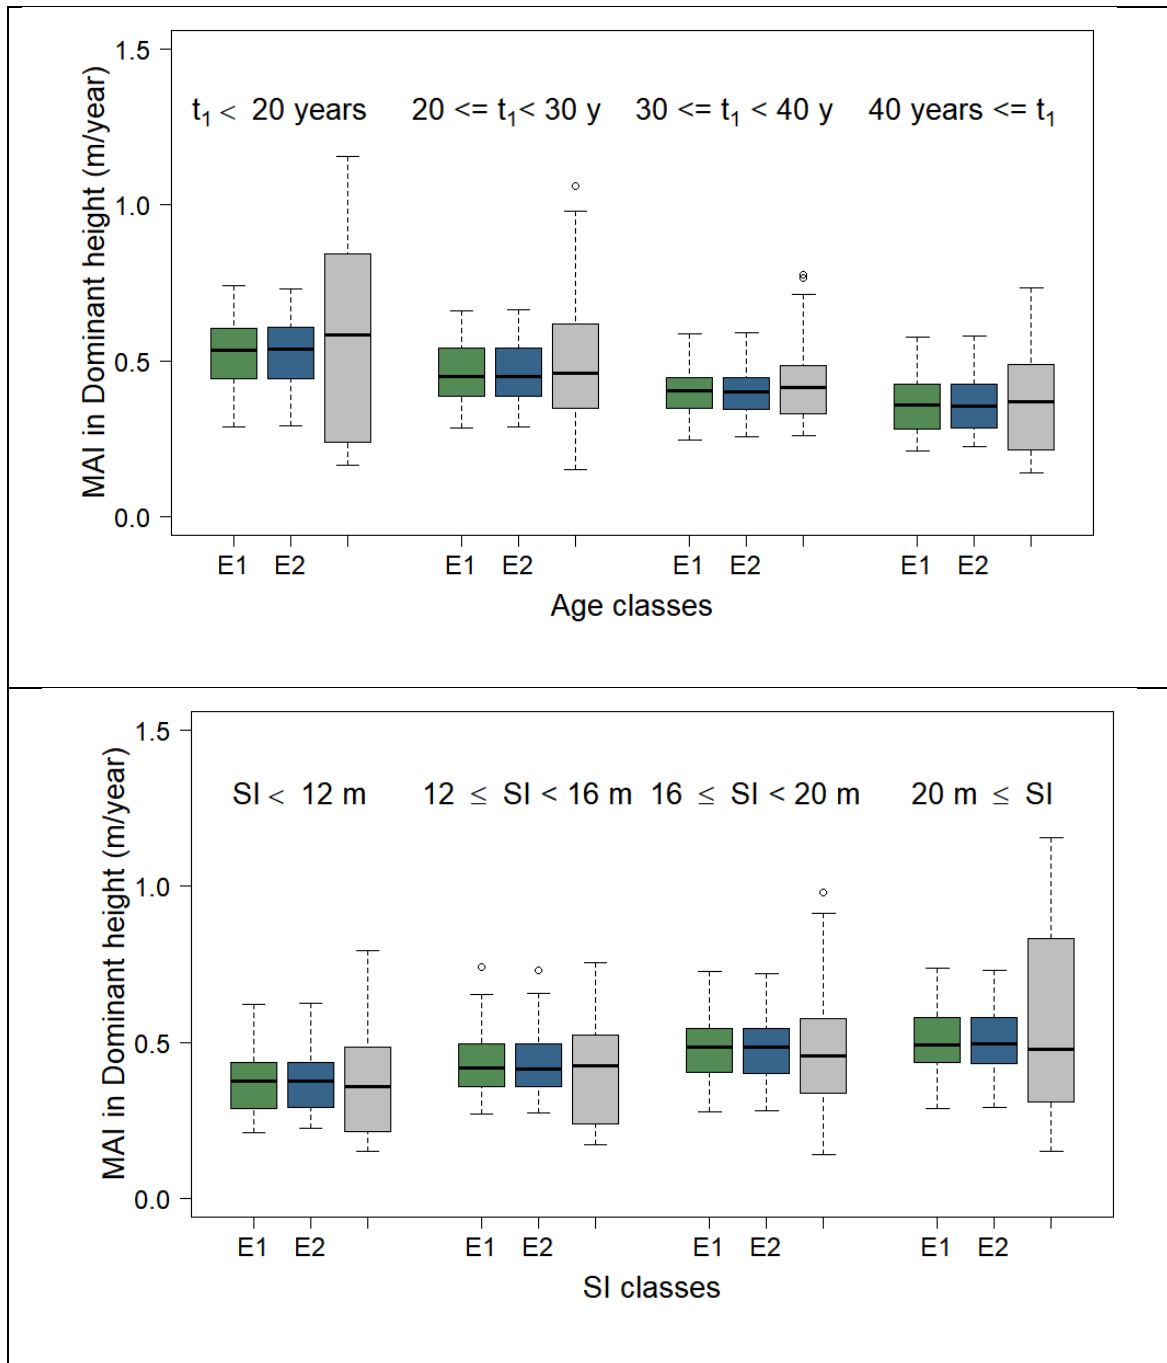 1.5
t1 < 20 years 20 <= t1< 30 y 30 <= t1 < 40 y 40 years <= t1
1.0
0.5
0.0
MAI in Dominant height (m/year)
E1 E2 E1 E2 E1 E2 E1 E2
Age classes
1.5
SI < 12 m 12 ≤ SI < 16 m 16 ≤ SI < 20 m 20 m ≤ SI
1.0
0.5
0.0
MAI in Dominant height (m/year)
E1 E2 E1 E2 E1 E2 E1 E2
SI classes